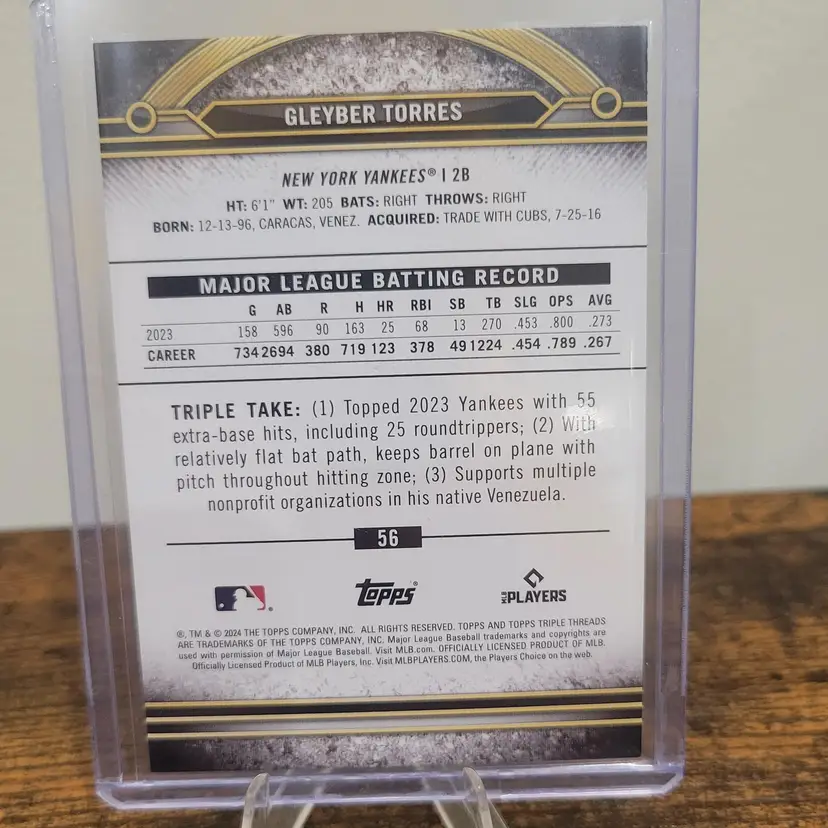 GLEYBER TORRES
NEW YORK YANKEES® | 2B
HT: 6'1" WT: 205 BATS: RIGHT THROWS: RIGHT
BORN: 12-13-96, CARACAS, VENEZ. ACQUIRED: TRADE WITH CUBS, 7-25-16
MAJOR LEAGUE BATTING RECORD
G AB R H HR RBI SB TB SLG OPS AVG
2023 158 596 90 163 25 68 13 270 .453 .800 .273
CAREER 734 2694 380 719 123 378 49 1224 .454 .789 .267
TRIPLE TAKE: (1) Topped 2023 Yankees with 55
extra-base hits, including 25 roundtrippers; (2) With
relatively flat bat path, keeps barrel on plane with
pitch throughout hitting zone; (3) Supports multiple
nonprofit organizations in his native Venezuela.
56
Topps®
MLB PLAYERS
®, TM & © 2024 THE TOPPS COMPANY, INC. ALL RIGHTS RESERVED. TOPPS AND TOPPS TRIPLE THREADS
ARE TRADEMARKS OF THE TOPPS COMPANY, INC. Major League Baseball trademarks and copyrights are
used with permission of Major League Baseball. Visit MLB.com. OFFICIALLY LICENSED PRODUCT OF MLB.
Officially Licensed Product of MLB Players, Inc. Visit MLBPLAYERS.COM, the Players Choice on the web.